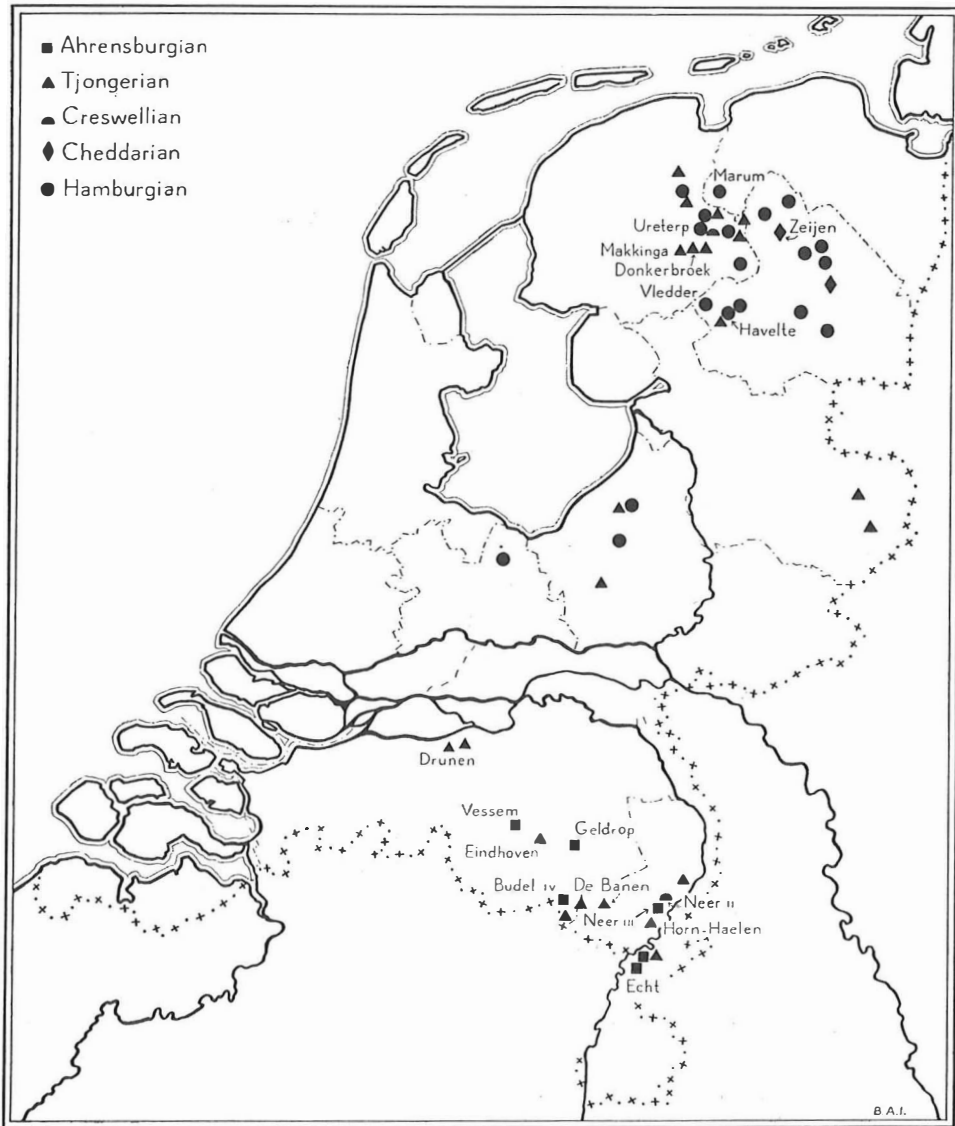 Ahrensburgian
Tjongerian
Creswellian
Cheddarian
Hamburgian
Marum
Ureterp
Zeijen
Makkinga
Donkerbroek
Vledder
Havelte
Drunen
Vessem
Geldrop
Eindhoven
Budel IV
De Banen
Neer II
Neer III
Horn-Haelen
Echt
B.A.I.